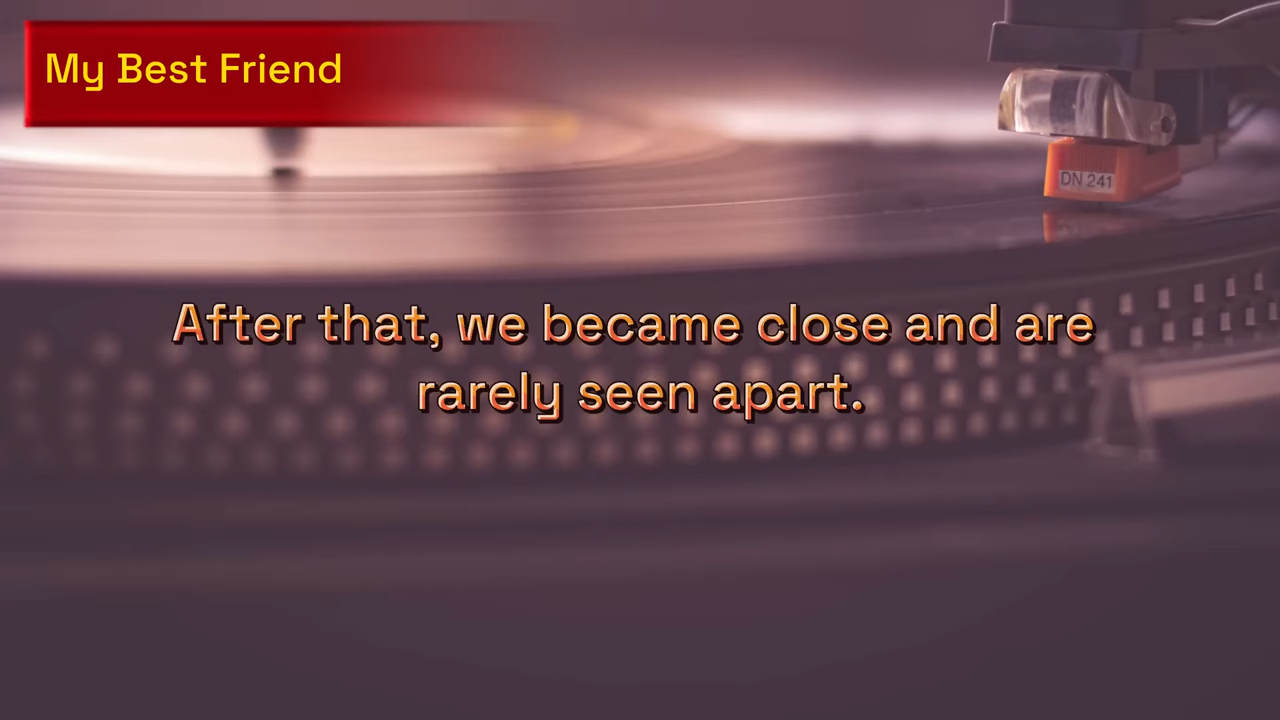 My Best Friend
DN 241
After that, we became close and are
rarely seen apart.